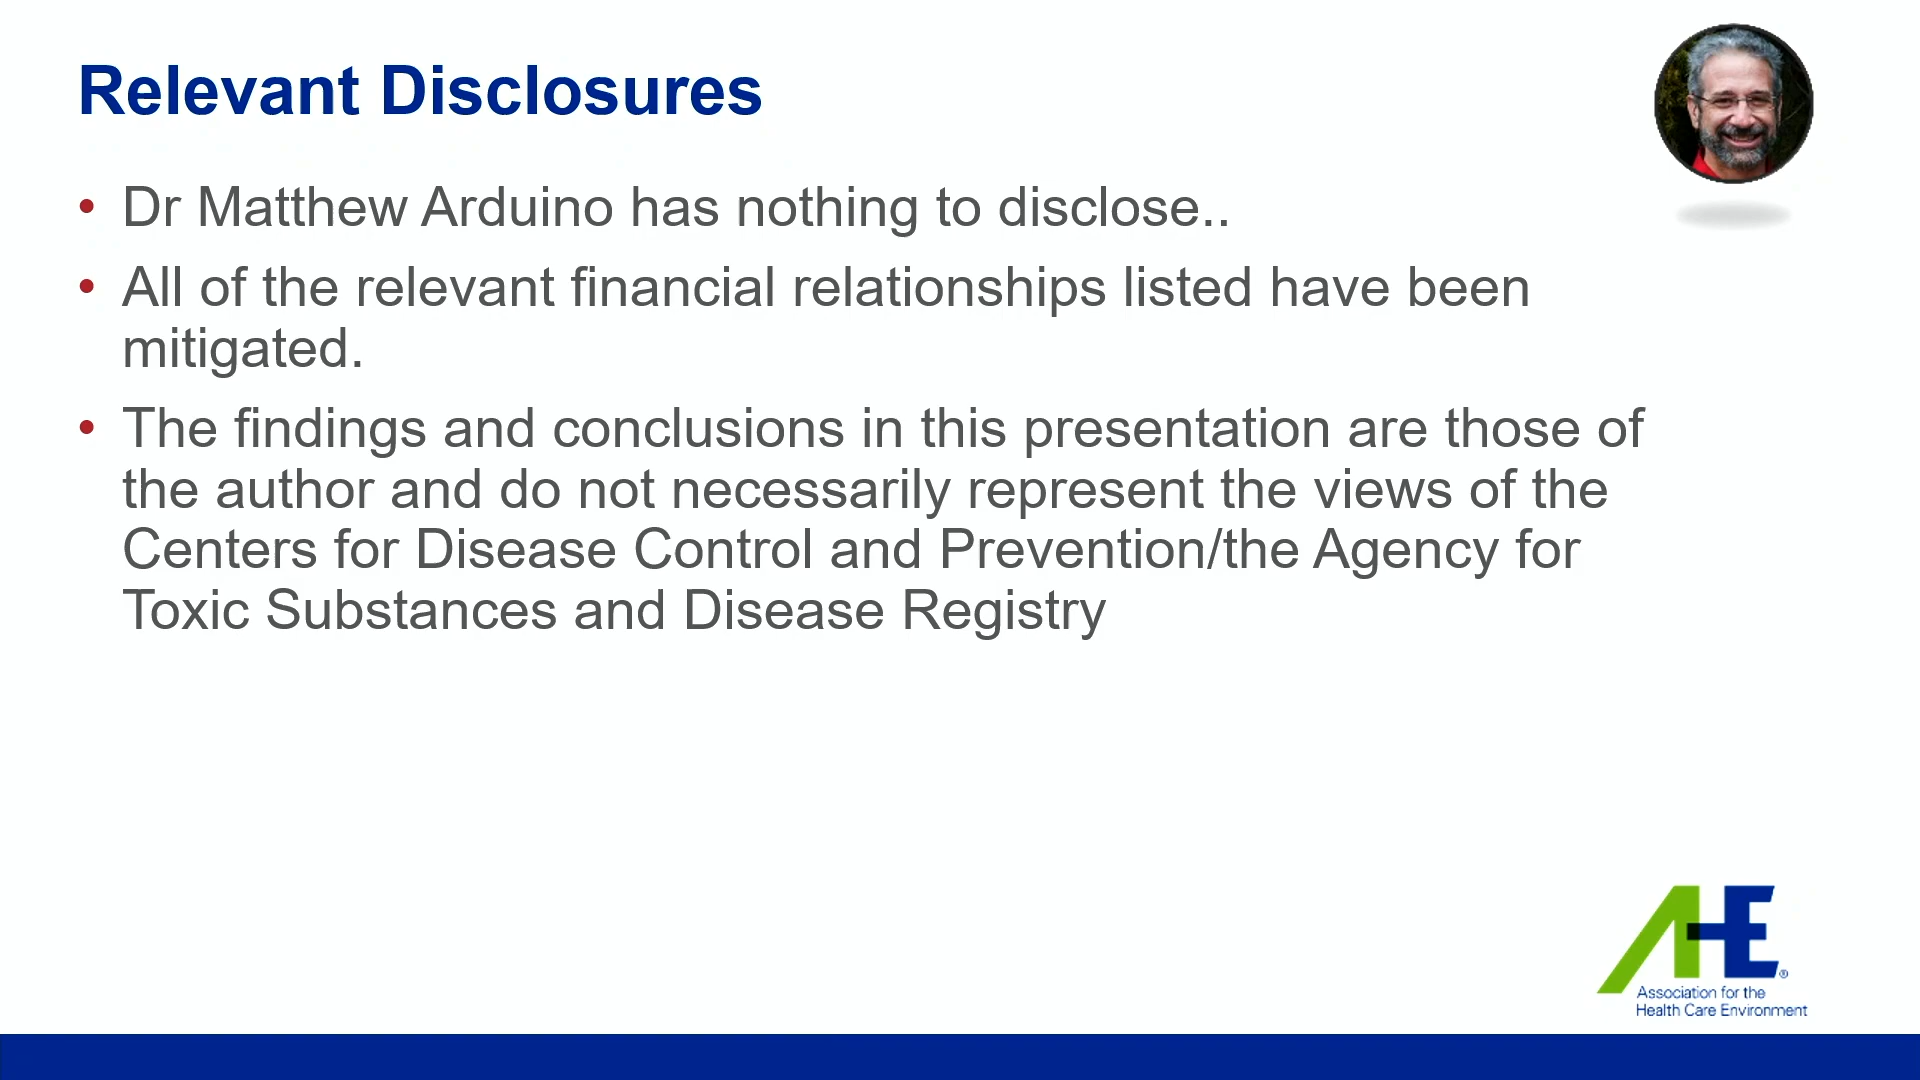 Relevant Disclosures
• Dr Matthew Arduino has nothing to disclose..
• All of the relevant financial relationships listed have been
mitigated.
• The findings and conclusions in this presentation are those of
the author and do not necessarily represent the views of the
Centers for Disease Control and Prevention/the Agency for
Toxic Substances and Disease Registry
AHE®
Association for the
Health Care Environment